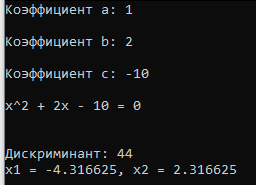 Коэффициент a: 1
Коэффициент b: 2
Коэффициент c: -10
x^2 + 2x - 10 = 0
Дискриминант: 44
x1 = -4.316625, x2 = 2.316625